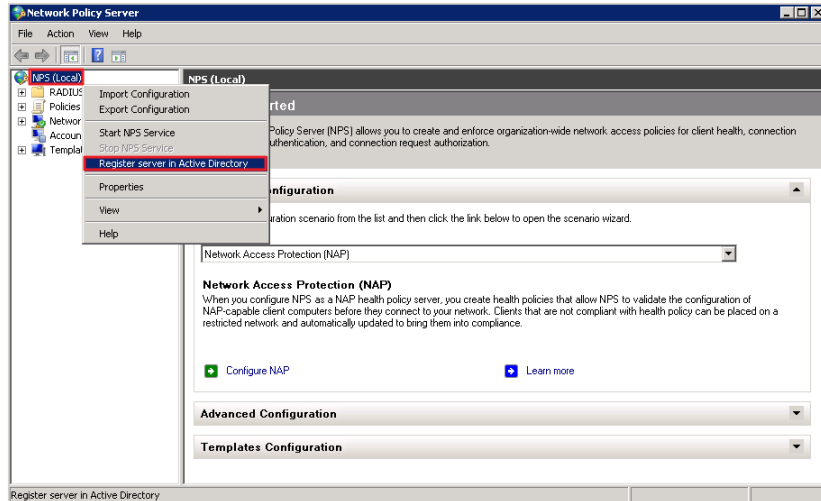 Network Policy Server
File Action View Help
NPS (Local)
RADIUS
Policies
Networ
Accoun
Templat
Import Configuration
Export Configuration
Start NPS Service
Stop NPS Service
Register server in Active Directory
Properties
View
Help
NPS (Local)
rted
Policy Server (NPS) allows you to create and enforce organization-wide network access policies for client health, connection
uthentication, and connection request authorization.
nfiguration
uration scenario from the list and then click the link below to open the scenario wizard.
Network Access Protection (NAP)
Network Access Protection (NAP)
When you configure NPS as a NAP health policy server, you create health policies that allow NPS to validate the configuration of
NAP-capable client computers before they connect to your network. Clients that are not compliant with health policy can be placed on a
restricted network and automatically updated to bring them into compliance.
Configure NAP
Learn more
Advanced Configuration
Templates Configuration
Register server in Active Directory